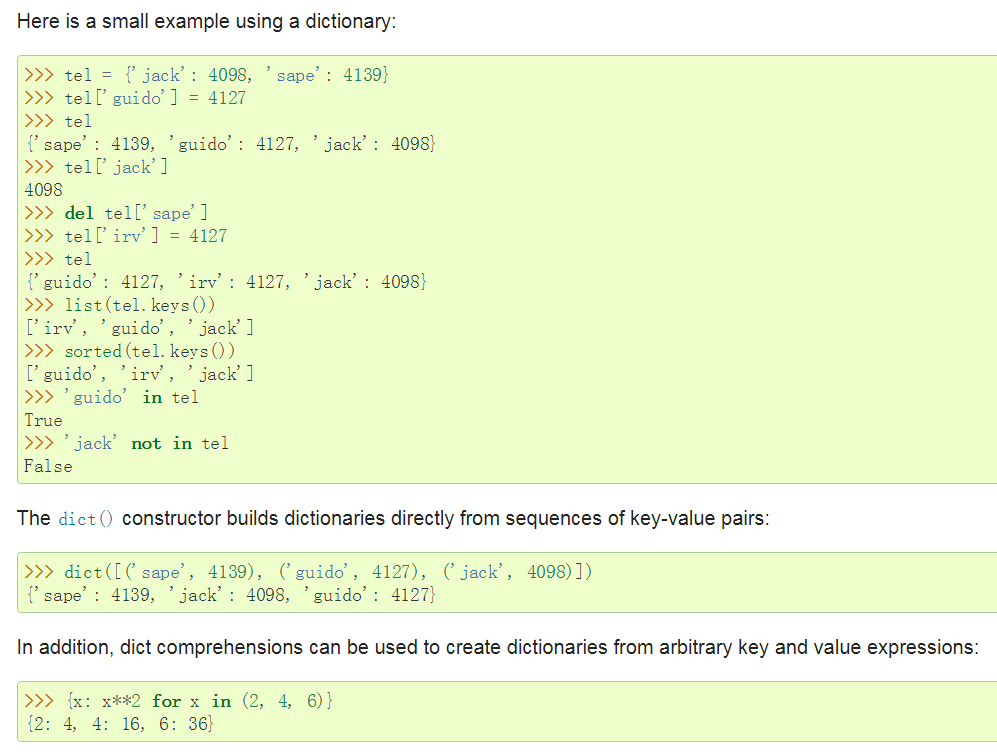 Here is a small example using a dictionary:
>>> tel = {'jack': 4098, 'sape': 4139}
>>> tel['guido'] = 4127
>>> tel
{'sape': 4139, 'guido': 4127, 'jack': 4098}
>>> tel['jack']
4098
>>> del tel['sape']
>>> tel['irv'] = 4127
>>> tel
{'guido': 4127, 'irv': 4127, 'jack': 4098}
>>> list(tel.keys())
['irv', 'guido', 'jack']
>>> sorted(tel.keys())
['guido', 'irv', 'jack']
>>> 'guido' in tel
True
>>> 'jack' not in tel
False
The dict() constructor builds dictionaries directly from sequences of key-value pairs:
>>> dict([('sape', 4139), ('guido', 4127), ('jack', 4098)])
{'sape': 4139, 'jack': 4098, 'guido': 4127}
In addition, dict comprehensions can be used to create dictionaries from arbitrary key and value expressions:
>>> {x: x**2 for x in (2, 4, 6)}
{2: 4, 4: 16, 6: 36}